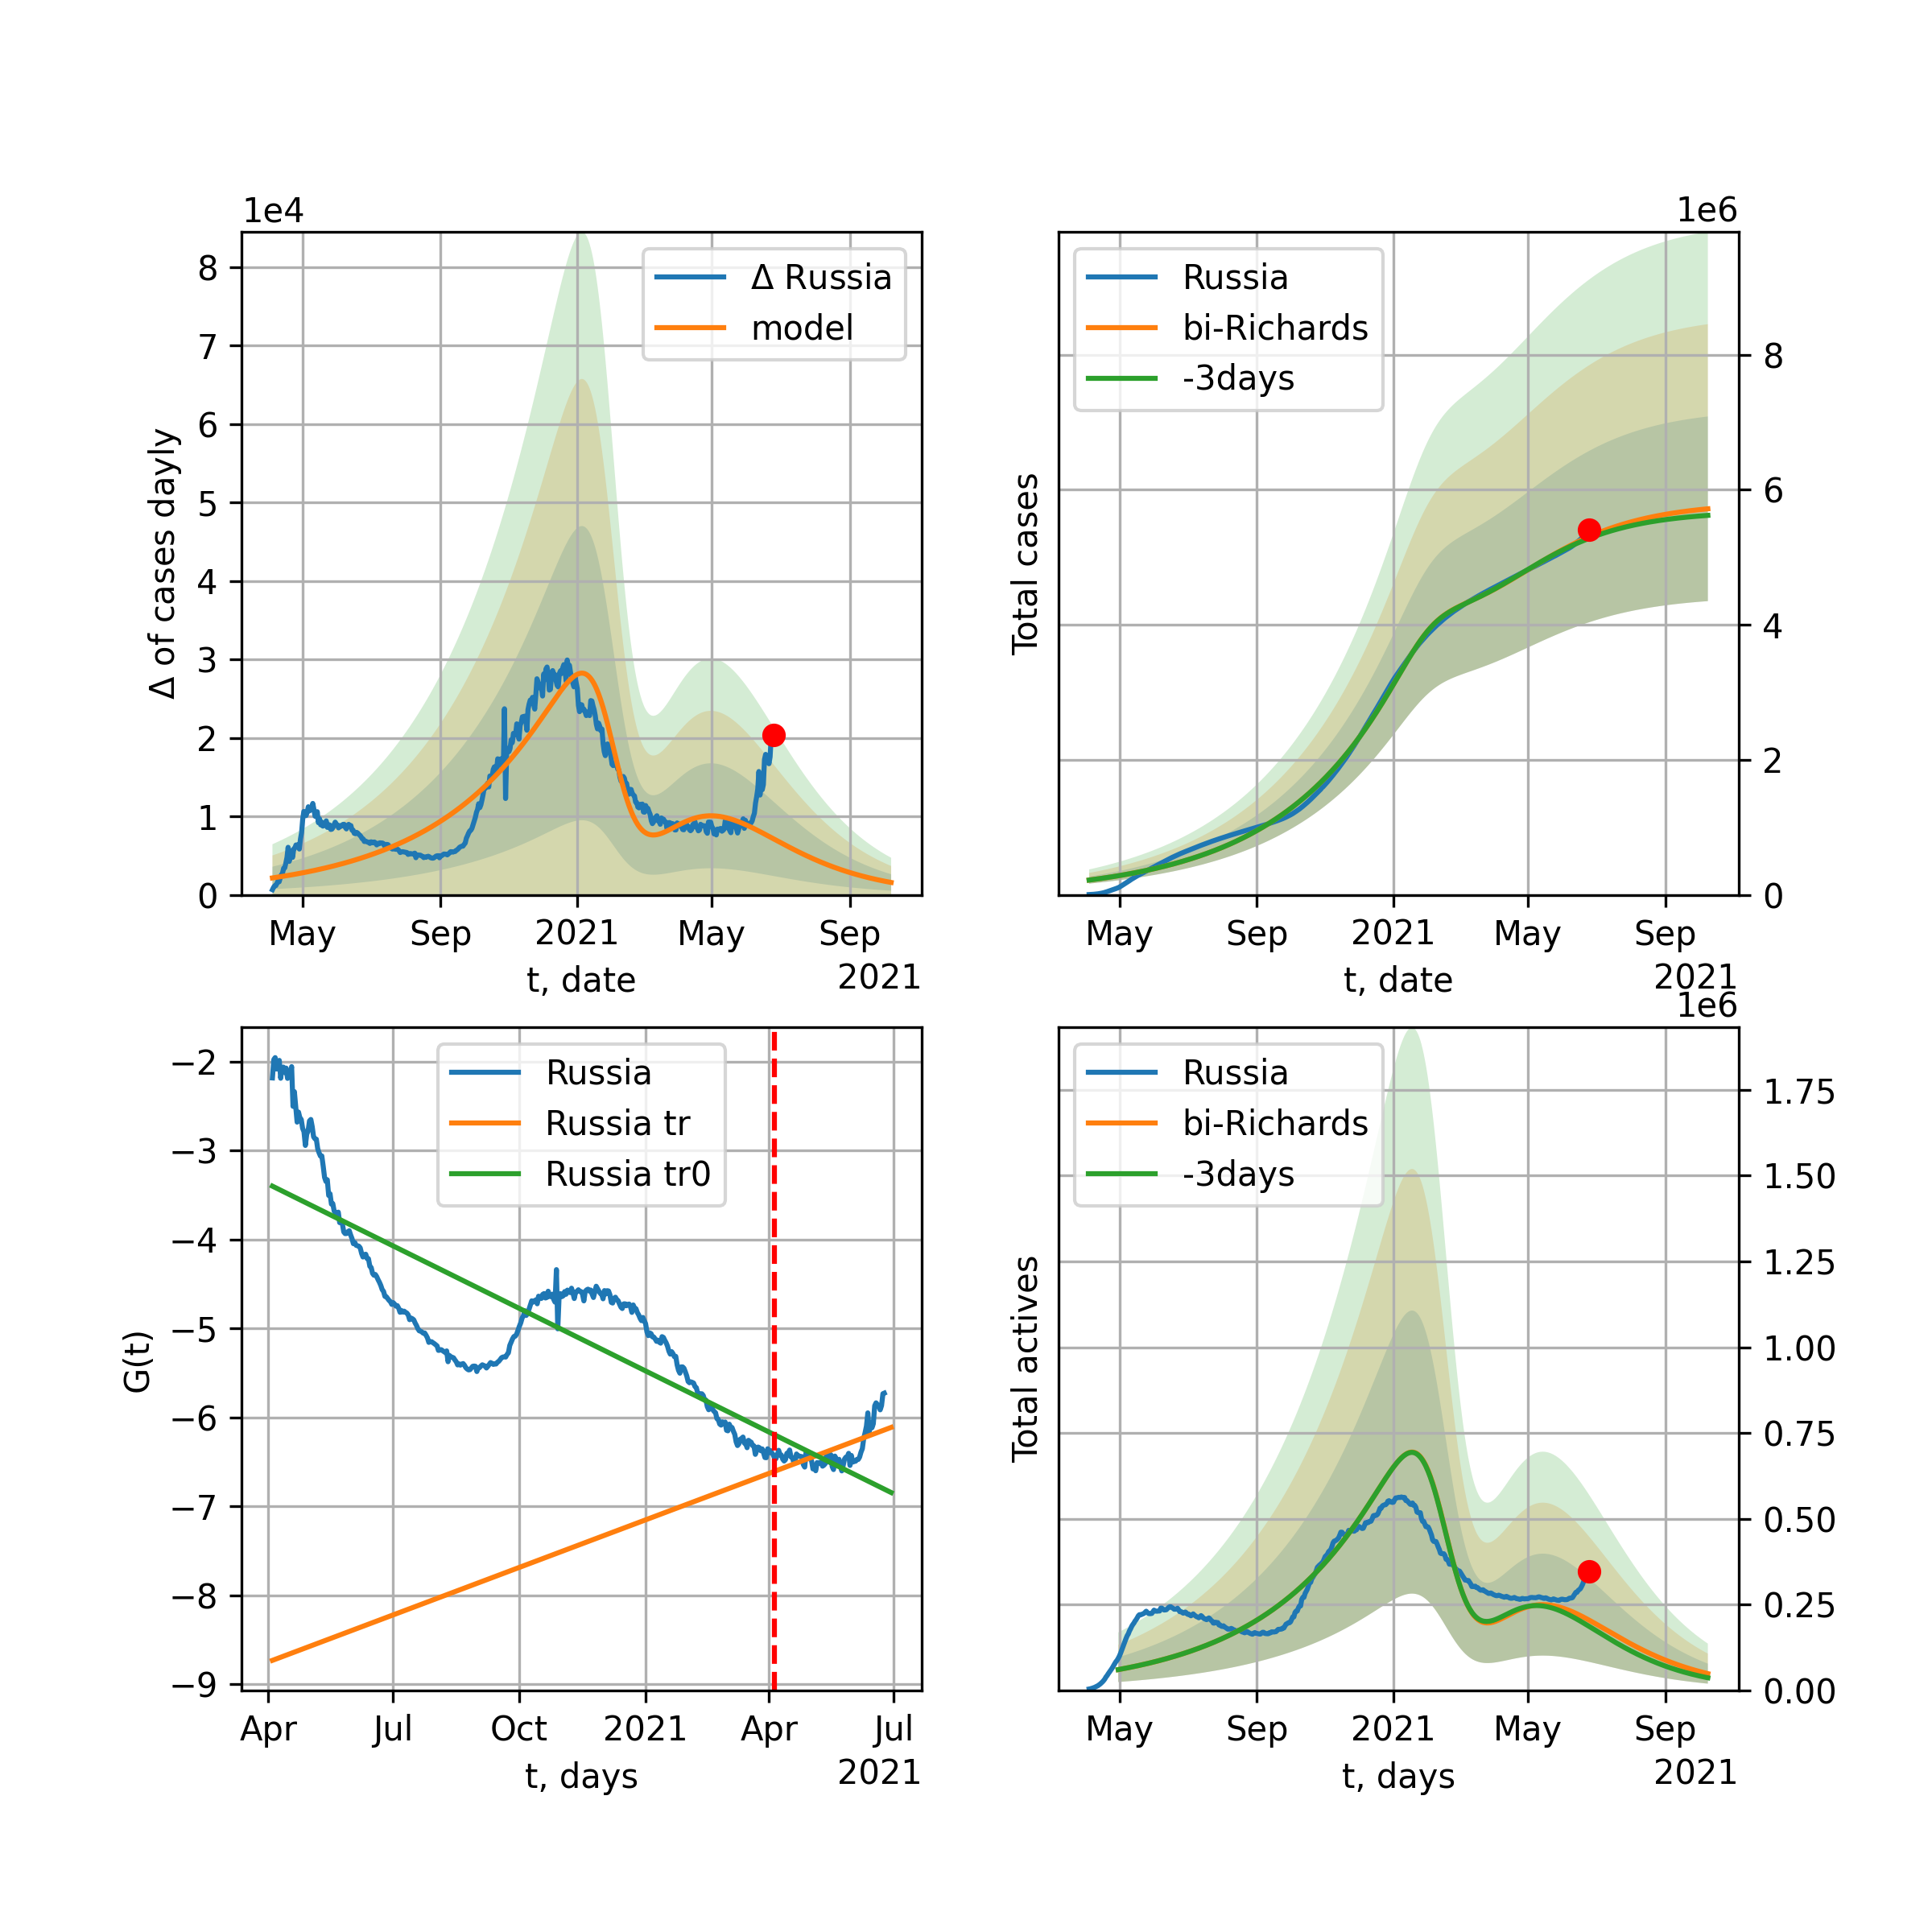 1e4
Δ of cases dayly
8
7
6
5
4
3
2
1
0
Δ Russia
model
May Sep 2021 May Sep
t, date
2021
1e6
Total cases
Russia
bi-Richards
-3days
8
6
4
2
0
May Sep 2021 May Sep
t, date
2021
G(t)
−2
−3
−4
−5
−6
−7
−8
−9
Russia
Russia tr
Russia tr0
Apr Jul Oct 2021 Apr Jul
t, days
2021
1e6
Total actives
Russia
bi-Richards
-3days
1.75
1.50
1.25
1.00
0.75
0.50
0.25
0.00
May Sep 2021 May Sep
t, days
2021